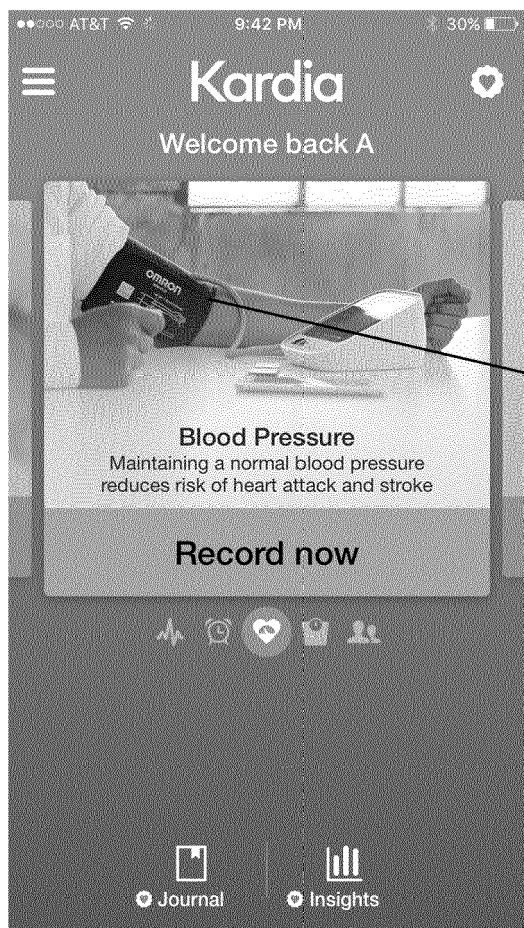 AT&T 9:42 PM 30%
Kardia
Welcome back A
OMRON
Blood Pressure
Maintaining a normal blood pressure
reduces risk of heart attack and stroke
Record now
Journal Insights